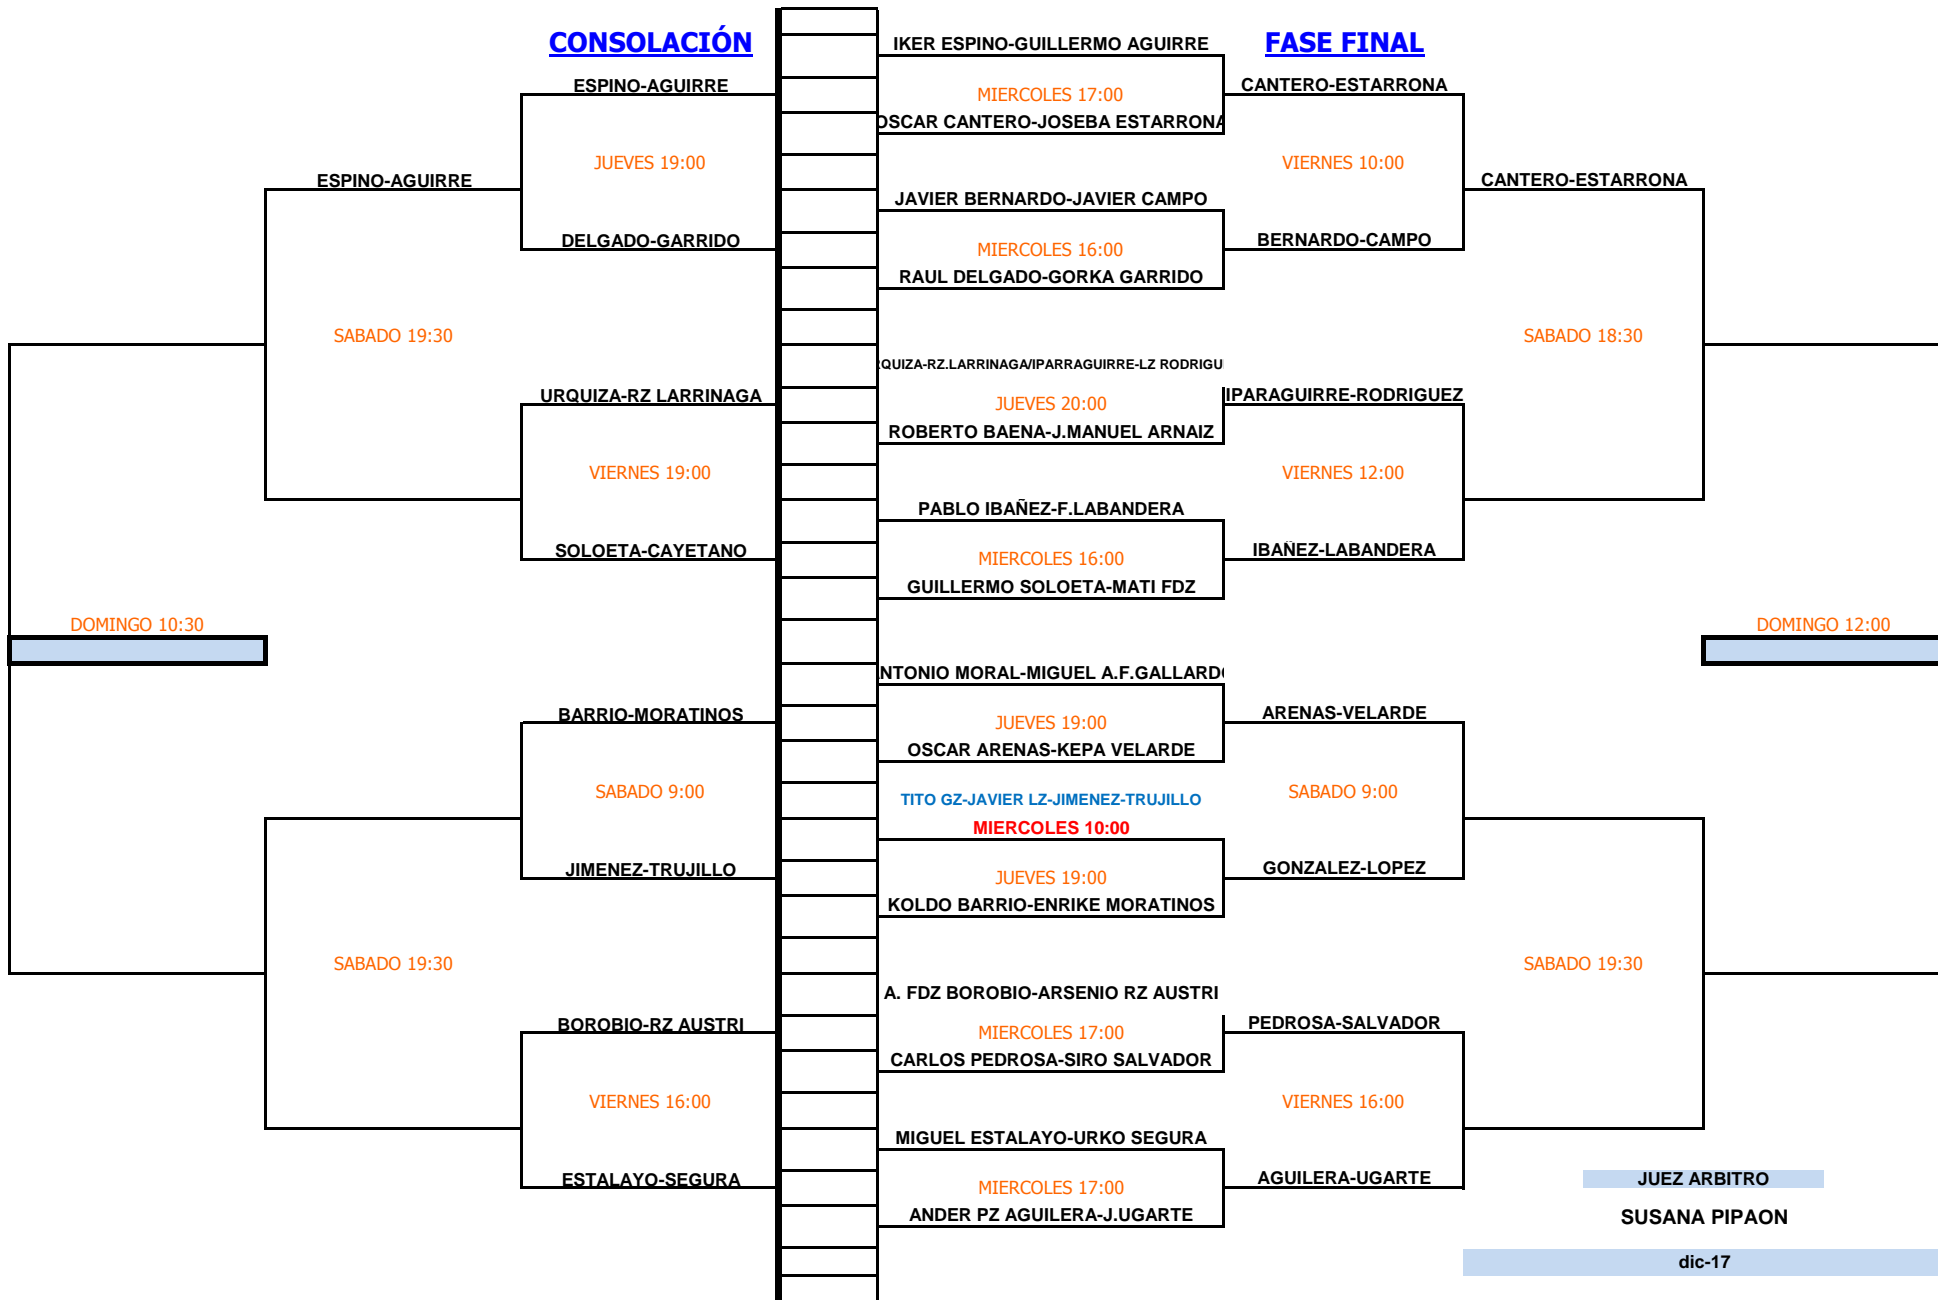 CONSOLACIÓN
FASE FINAL
IKER ESPINO-GUILLERMO AGUIRRE
ESPINO-AGUIRRE
CANTERO-ESTARRONA
MIERCOLES 17:00
OSCAR CANTERO-JOSEBA ESTARRONA
JUEVES 19:00
VIERNES 10:00
ESPINO-AGUIRRE
CANTERO-ESTARRONA
JAVIER BERNARDO-JAVIER CAMPO
DELGADO-GARRIDO
BERNARDO-CAMPO
MIERCOLES 16:00
RAUL DELGADO-GORKA GARRIDO
SABADO 19:30
SABADO 18:30
RQUIZA-RZ.LARRINAGA/IPARRAGUIRRE-LZ RODRIGU
URQUIZA-RZ LARRINAGA
IPARAGUIRRE-RODRIGUEZ
JUEVES 20:00
ROBERTO BAENA-J.MANUEL ARNAIZ
VIERNES 19:00
VIERNES 12:00
PABLO IBAÑEZ-F.LABANDERA
SOLOETA-CAYETANO
IBAÑEZ-LABANDERA
MIERCOLES 16:00
GUILLERMO SOLOETA-MATI FDZ
DOMINGO 10:30
DOMINGO 12:00
NTONIO MORAL-MIGUEL A.F.GALLARDO
BARRIO-MORATINOS
ARENAS-VELARDE
JUEVES 19:00
OSCAR ARENAS-KEPA VELARDE
SABADO 9:00
SABADO 9:00
TITO GZ-JAVIER LZ-JIMENEZ-TRUJILLO
MIERCOLES 10:00
JIMENEZ-TRUJILLO
GONZALEZ-LOPEZ
JUEVES 19:00
KOLDO BARRIO-ENRIKE MORATINOS
SABADO 19:30
SABADO 19:30
A. FDZ BOROBIO-ARSENIO RZ AUSTRI
BOROBIO-RZ AUSTRI
PEDROSA-SALVADOR
MIERCOLES 17:00
CARLOS PEDROSA-SIRO SALVADOR
VIERNES 16:00
VIERNES 16:00
MIGUEL ESTALAYO-URKO SEGURA
ESTALAYO-SEGURA
AGUILERA-UGARTE
JUEZ ARBITRO
MIERCOLES 17:00
ANDER PZ AGUILERA-J.UGARTE
SUSANA PIPAON
dic-17